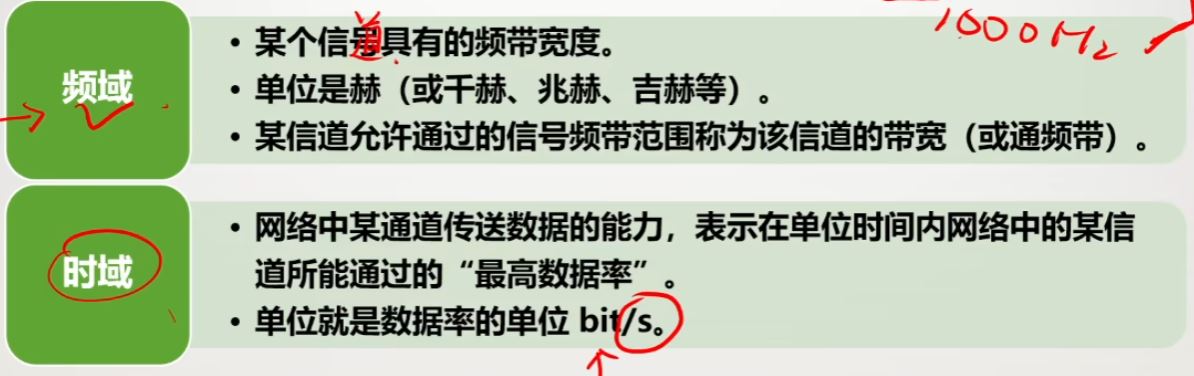 1000Hz
频域
• 某个信道具有的频带宽度。
• 单位是赫(或千赫、兆赫、吉赫等)。
• 某信道允许通过的信号频带范围称为该信道的带宽(或通频带)。
时域
• 网络中某通道传送数据的能力,表示在单位时间内网络中的某信
道所能通过的“最高数据率”。
• 单位就是数据率的单位 bit/s。